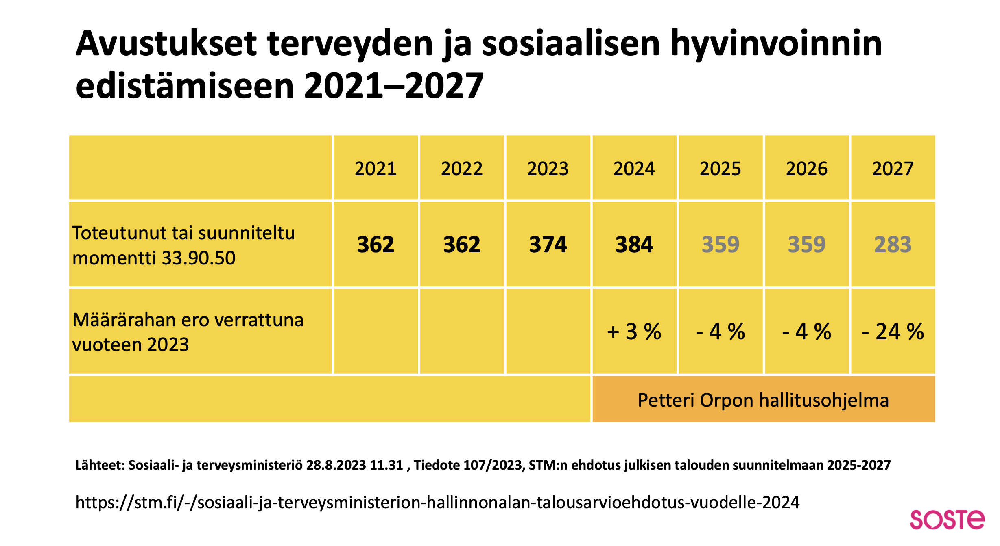 Avustukset terveyden ja sosiaalisen hyvinvoinnin
edistämiseen 2021–2027
2021 2022 2023 2024 2025 2026 2027
Toteutunut tai suunniteltu
momentti 33.90.50
362 362 374 384 359 359 283
Määrärahan ero verrattuna
vuoteen 2023
+ 3 % - 4 % - 4 % - 24 %
Petteri Orpon hallitusohjelma
Lähteet: Sosiaali- ja terveysministeriö 28.8.2023 11.31 , Tiedote 107/2023, STM:n ehdotus julkisen talouden suunnitelmaan 2025-2027
https://stm.fi/-/sosiaali-ja-terveysministerion-hallinnonalan-talousarvioehdotus-vuodelle-2024
SOSTE